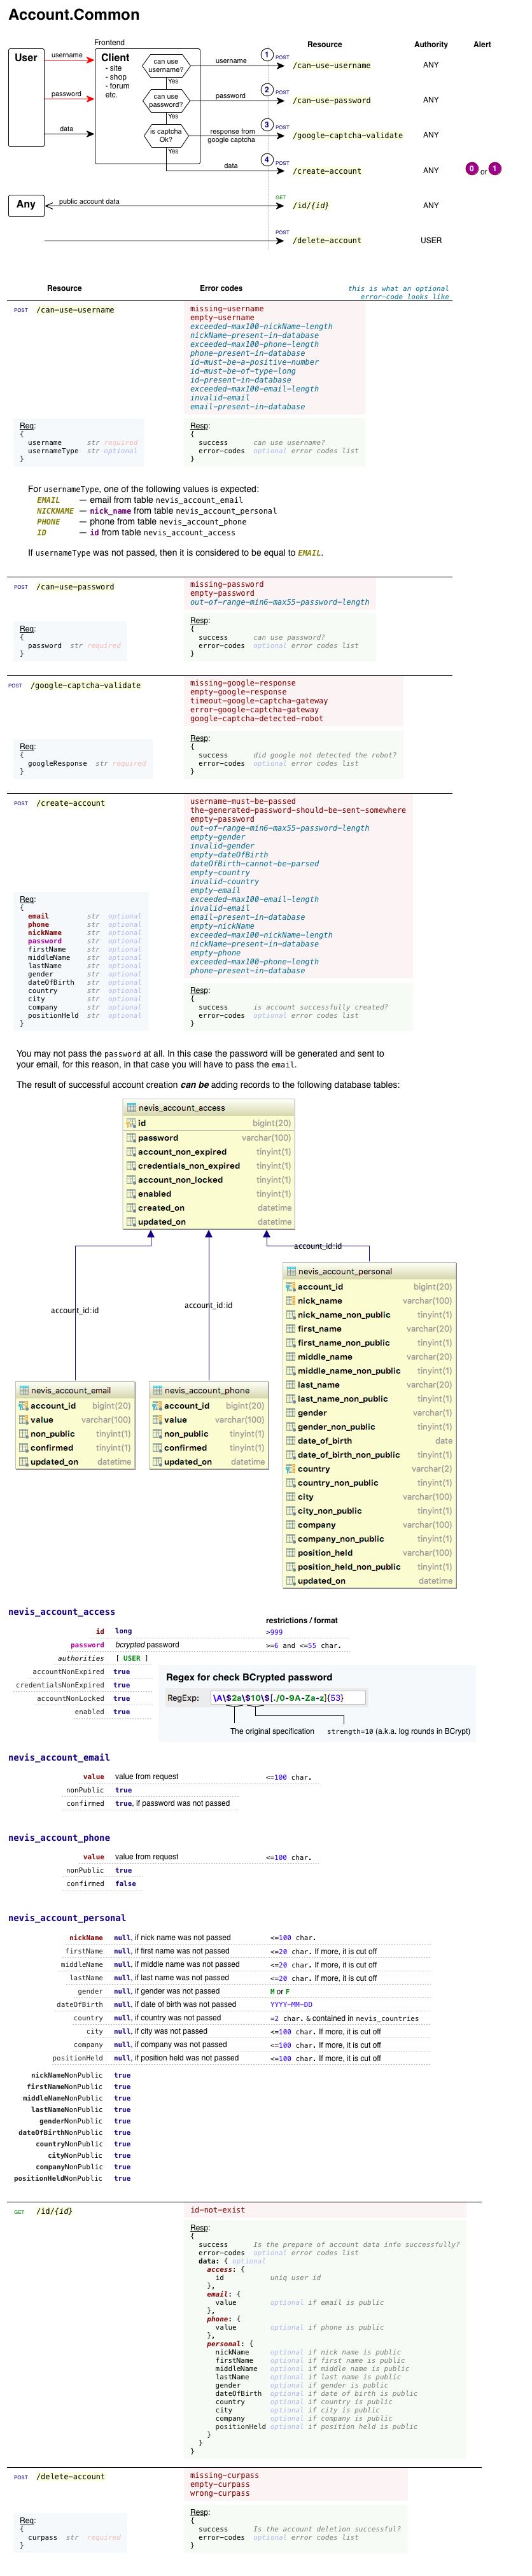 Account.Common
Frontend
Resource Authority Alert
User username Client
- site
- shop
- forum
etc.
can use
username?
username 1 POST /can-use-username ANY
Yes
password can use
password?
password 2 POST /can-use-password ANY
Yes
data is captcha
Ok?
response from
google captcha
3 POST /google-captcha-validate ANY
Yes
data 4 POST /create-account ANY 0 or 1
Any public account data GET /id/{id} ANY
POST /delete-account USER
Resource Error codes this is what an optional
error-code looks like
POST /can-use-username missing-username
empty-username
exceeded-max100-nickName-length
nickName-present-in-database
exceeded-max100-phone-length
phone-present-in-database
id-must-be-a-positive-number
id-must-be-of-type-long
id-present-in-database
exceeded-max100-email-length
invalid-email
email-present-in-database
Req:
{
username str required
usernameType str optional
}
Resp:
{
success can use username?
error-codes optional error codes list
}
For usernameType, one of the following values is expected:
EMAIL — email from table nevis_account_email
NICKNAME — nick_name from table nevis_account_personal
PHONE — phone from table nevis_account_phone
ID — id from table nevis_account_access
If usernameType was not passed, then it is considered to be equal to EMAIL.
POST /can-use-password missing-password
empty-password
out-of-range-min6-max55-password-length
Req:
{
password str required
}
Resp:
{
success can use password?
error-codes optional error codes list
}
POST /google-captcha-validate missing-google-response
empty-google-response
timeout-google-captcha-gateway
error-google-captcha-gateway
google-captcha-detected-robot
Req:
{
googleResponse str required
}
Resp:
{
success did google not detected the robot?
error-codes optional error codes list
}
POST /create-account username-must-be-passed
the-generated-password-should-be-sent-somewhere
empty-password
out-of-range-min6-max55-password-length
empty-gender
invalid-gender
empty-dateOfBirth
dateOfBirth-cannot-be-parsed
empty-country
invalid-country
empty-email
exceeded-max100-email-length
invalid-email
email-present-in-database
empty-nickName
exceeded-max100-nickName-length
nickName-present-in-database
empty-phone
exceeded-max100-phone-length
phone-present-in-database
Req:
{
email str optional
phone str optional
nickName str optional
password str optional
firstName str optional
middleName str optional
lastName str optional
gender str optional
dateOfBirth str optional
country str optional
city str optional
company str optional
positionHeld str optional
}
Resp:
{
success is account successfully created?
error-codes optional error codes list
}
You may not pass the password at all. In this case the password will be generated and sent to
your email, for this reason, in that case you will have to pass the email.
The result of successful account creation can be adding records to the following database tables:
nevis_account_access
id bigint(20)
password varchar(100)
account_non_expired tinyint(1)
credentials_non_expired tinyint(1)
account_non_locked tinyint(1)
enabled tinyint(1)
created_on datetime
updated_on datetime
account_id:id
account_id:id
account_id:id
nevis_account_email
account_id bigint(20)
value varchar(100)
non_public tinyint(1)
confirmed tinyint(1)
updated_on datetime
nevis_account_phone
account_id bigint(20)
value varchar(100)
non_public tinyint(1)
confirmed tinyint(1)
updated_on datetime
nevis_account_personal
account_id bigint(20)
nick_name varchar(100)
nick_name_non_public tinyint(1)
first_name varchar(20)
first_name_non_public tinyint(1)
middle_name varchar(20)
middle_name_non_public tinyint(1)
last_name varchar(20)
last_name_non_public tinyint(1)
gender varchar(1)
gender_non_public tinyint(1)
date_of_birth date
date_of_birth_non_public tinyint(1)
country varchar(2)
country_non_public tinyint(1)
city varchar(100)
city_non_public tinyint(1)
company varchar(100)
company_non_public tinyint(1)
position_held varchar(100)
position_held_non_public tinyint(1)
updated_on datetime
nevis_account_access
restrictions / format
id long >999
password bcrypted password >=6 and <=55 char.
authorities [ USER ]
accountNonExpired true
credentialsNonExpired true
accountNonLocked true
enabled true
Regex for check BCrypted password
RegExp: \A\$2a\$10\$[./0-9A-Za-z]{53}
The original specification strength=10 (a.k.a. log rounds in BCrypt)
nevis_account_email
value value from request <=100 char.
nonPublic true
confirmed true, if password was not passed
nevis_account_phone
value value from request <=100 char.
nonPublic true
confirmed false
nevis_account_personal
nickName null, if nick name was not passed <=100 char.
firstName null, if first name was not passed <=20 char. If more, it is cut off
middleName null, if middle name was not passed <=20 char. If more, it is cut off
lastName null, if last name was not passed <=20 char. If more, it is cut off
gender null, if gender was not passed M or F
dateOfBirth null, if date of birth was not passed YYYY-MM-DD
country null, if country was not passed =2 char. & contained in nevis_countries
city null, if city was not passed <=100 char. If more, it is cut off
company null, if company was not passed <=100 char. If more, it is cut off
positionHeld null, if position held was not passed <=100 char. If more, it is cut off
nickNameNonPublic true
firstNameNonPublic true
middleNameNonPublic true
lastNameNonPublic true
genderNonPublic true
dateOfBirthNonPublic true
countryNonPublic true
cityNonPublic true
companyNonPublic true
positionHeldNonPublic true
GET /id/{id} id-not-exist
Resp:
{
success Is the prepare of account data info successfully?
error-codes optional error codes list
data: { optional
access: {
id uniq user id
},
email: {
value optional if email is public
},
phone: {
value optional if phone is public
},
personal: {
nickName optional if nick name is public
firstName optional if first name is public
middleName optional if middle name is public
lastName optional if last name is public
gender optional if gender is public
dateOfBirth optional if date of birth is public
country optional if country is public
city optional if city is public
company optional if company is public
positionHeld optional if position held is public
}
}
}
POST /delete-account missing-curpass
empty-curpass
wrong-curpass
Req:
{
curpass str required
}
Resp:
{
success Is the account deletion successful?
error-codes optional error codes list
}